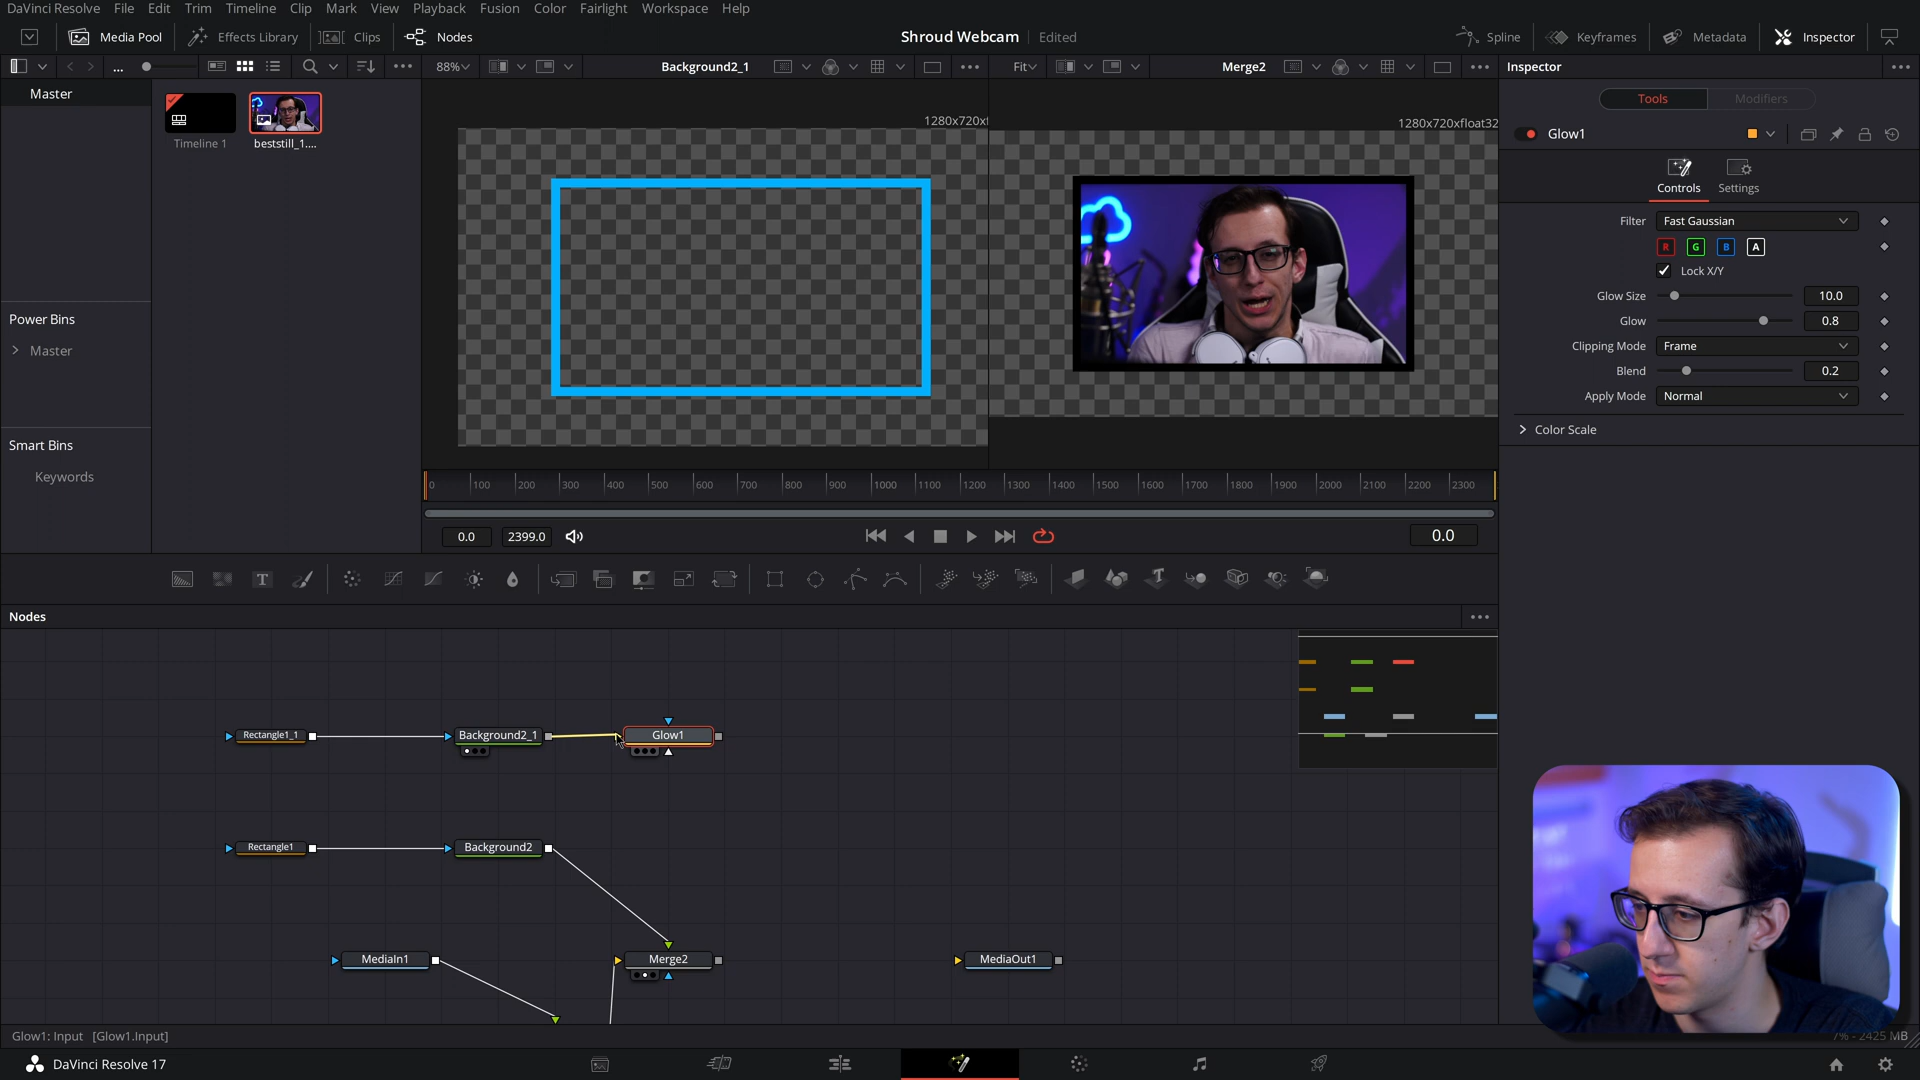 DaVinci Resolve File Edit Trim Timeline Clip Mark View Playback Fusion Color Fairlight Workspace Help
Media Pool Effects Library Clips Nodes Shroud Webcam Edited Spline Keyframes Metadata Inspector
... 88% Background2_1 Fit Merge2 Inspector
Master
Timeline 1
beststill_1....
Power Bins
Master
Smart Bins
Keywords
1280x720xf
1280x720xfloat32
Tools Modifiers
Glow1
Controls Settings
Filter Fast Gaussian
R G B A
Lock X/Y
Glow Size 10.0
Glow 0.8
Clipping Mode Frame
Blend 0.2
Apply Mode Normal
Color Scale
0 100 200 300 400 500 600 700 800 900 1000 1100 1200 1300 1400 1500 1600 1700 1800 1900 2000 2100 2200 2300
0.0 2399.0 0.0
T
Nodes
Rectangle1_1 Background2_1 Glow1
Rectangle1 Background2
MediaIn1 Merge2 MediaOut1
Glow1: Input [Glow1.Input]
7% - 2425 MB
DaVinci Resolve 17